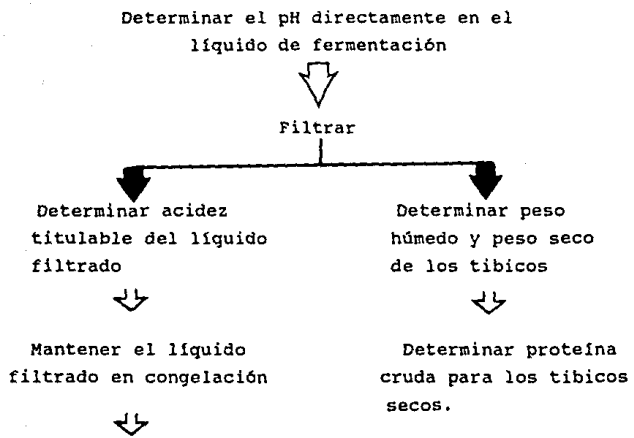 Determinar el pH directamente en el
líquido de fermentación
Filtrar
Determinar acidez
titulable del líquido
filtrado
Determinar peso
húmedo y peso seco
de los tibicos
Mantener el líquido
filtrado en congelación
Determinar proteína
cruda para los tibicos
secos.